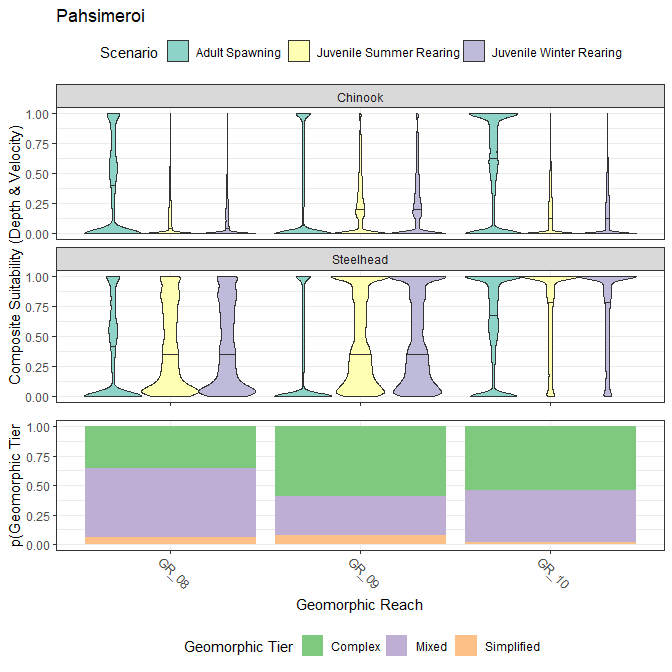 Pahsimeroi
Scenario Adult Spawning Juvenile Summer Rearing Juvenile Winter Rearing
Composite Suitability (Depth & Velocity)
Chinook
1.00
0.75
0.50
0.25
0.00
Steelhead
1.00
0.75
0.50
0.25
0.00
p(Geomorphic Tier
1.00
0.75
0.50
0.25
0.00
GR_08 GR_09 GR_10
Geomorphic Reach
Geomorphic Tier Complex Mixed Simplified